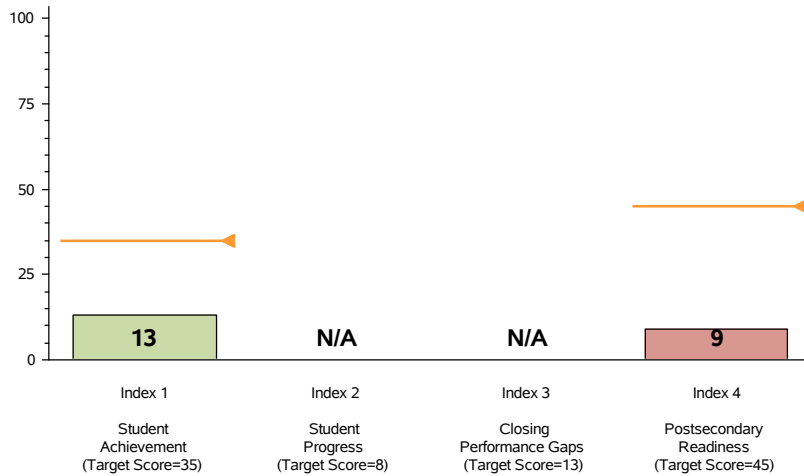 100
75
50
25
0
13
N/A
N/A
9
Index 1
Index 2
Index 3
Index 4
Student
Achievement
(Target Score=35)
Student
Progress
(Target Score=8)
Closing
Performance Gaps
(Target Score=13)
Postsecondary
Readiness
(Target Score=45)